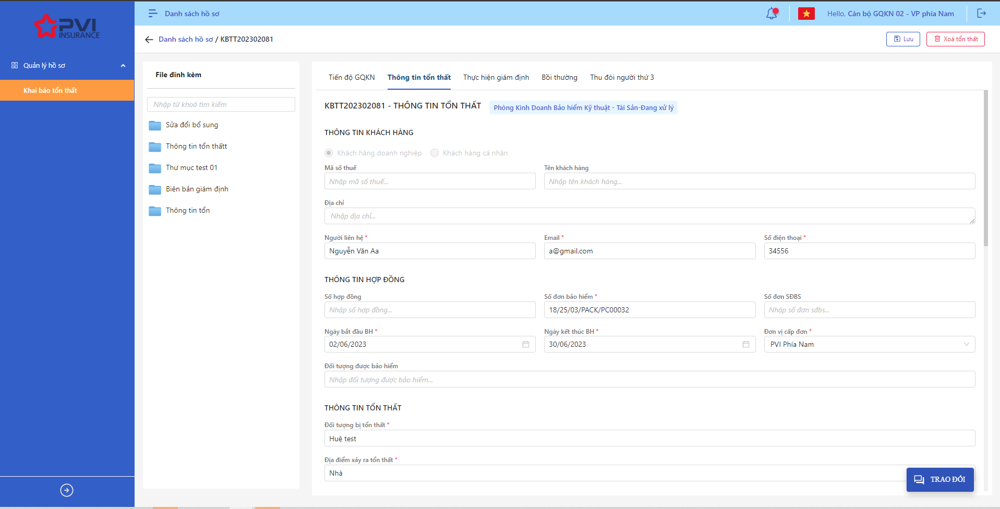 PVI
INSURANCE
Quản lý hồ sơ
Khai báo tổn thất
Danh sách hồ sơ
Hello, Cán bộ GQKN 02 - VP phía Nam
Danh sách hồ sơ / KBTT202302081
Lưu
Xoá tổn thất
File đính kèm
Nhập từ khoá tìm kiếm
Sửa đổi bổ sung
Thông tin tổn thấtt
Thư mục test 01
Biên bản giám định
Thông tin tổn
Tiến độ GQKN
Thông tin tổn thất
Thực hiện giám định
Bồi thường
Thu đòi người thứ 3
KBTT202302081 - THÔNG TIN TỔN THẤT
Phòng Kinh Doanh Bảo hiểm Kỹ thuật - Tài Sản-Đang xử lý
THÔNG TIN KHÁCH HÀNG
Khách hàng doanh nghiệp
Khách hàng cá nhân
Mã số thuế
Tên khách hàng
Nhập mã số thuế...
Nhập tên khách hàng...
Địa chỉ
Nhập địa chỉ...
Người liên hệ *
Email *
Số điện thoại *
Nguyễn Văn Aa
a@gmail.com
34556
THÔNG TIN HỢP ĐỒNG
Số hợp đồng
Số đơn bảo hiểm *
Số đơn SĐBS
Nhập số hợp đồng...
18/25/03/PACK/PC00032
Nhập số đơn sđbs...
Ngày bắt đầu BH *
Ngày kết thúc BH *
Đơn vị cấp đơn *
02/06/2023
30/06/2023
PVI Phía Nam
Đối tượng được bảo hiểm
Nhập đối tượng được bảo hiểm...
THÔNG TIN TỔN THẤT
Đối tượng bị tổn thất *
Huệ test
Địa điểm xảy ra tổn thất *
Nhà
TRAO ĐỔI